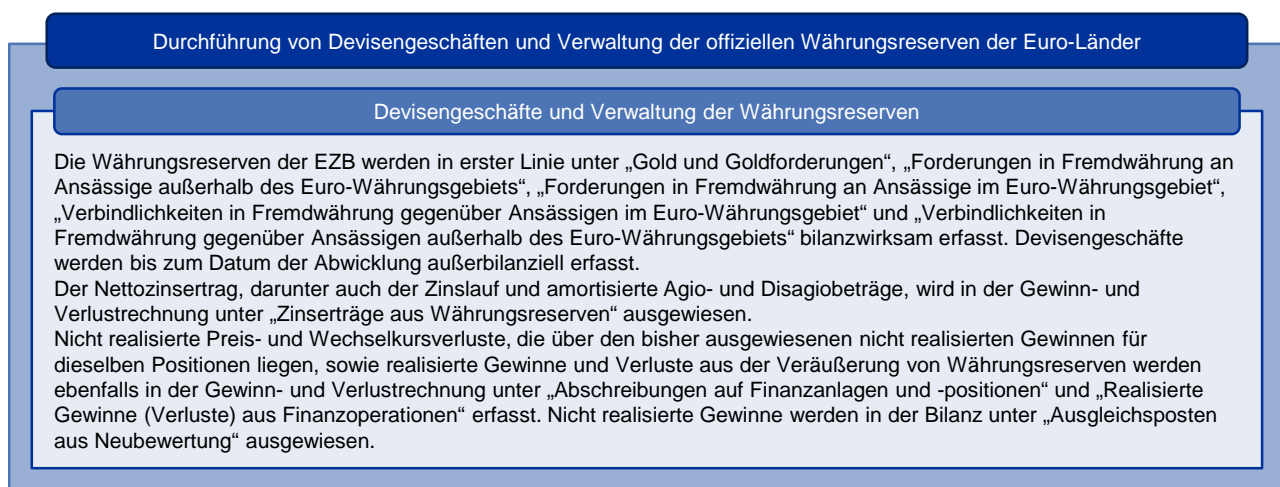 Durchführung von Devisengeschäften und Verwaltung der offiziellen Währungsreserven der Euro-Länder
Devisengeschäfte und Verwaltung der Währungsreserven
Die Währungsreserven der EZB werden in erster Linie unter „Gold und Goldforderungen“, „Forderungen in Fremdwährung an
Ansässige außerhalb des Euro-Währungsgebiets“, „Forderungen in Fremdwährung an Ansässige im Euro-Währungsgebiet“,
„Verbindlichkeiten in Fremdwährung gegenüber Ansässigen im Euro-Währungsgebiet“ und „Verbindlichkeiten in
Fremdwährung gegenüber Ansässigen außerhalb des Euro-Währungsgebiets“ bilanzwirksam erfasst. Devisengeschäfte
werden bis zum Datum der Abwicklung außerbilanziell erfasst.
Der Nettozinsertrag, darunter auch der Zinslauf und amortisierte Agio- und Disagiobeträge, wird in der Gewinn- und
Verlustrechnung unter „Zinserträge aus Währungsreserven“ ausgewiesen.
Nicht realisierte Preis- und Wechselkursverluste, die über den bisher ausgewiesenen nicht realisierten Gewinnen für
dieselben Positionen liegen, sowie realisierte Gewinne und Verluste aus der Veräußerung von Währungsreserven werden
ebenfalls in der Gewinn- und Verlustrechnung unter „Abschreibungen auf Finanzanlagen und -positionen“ und „Realisierte
Gewinne (Verluste) aus Finanzoperationen“ erfasst. Nicht realisierte Gewinne werden in der Bilanz unter „Ausgleichsposten
aus Neubewertung“ ausgewiesen.